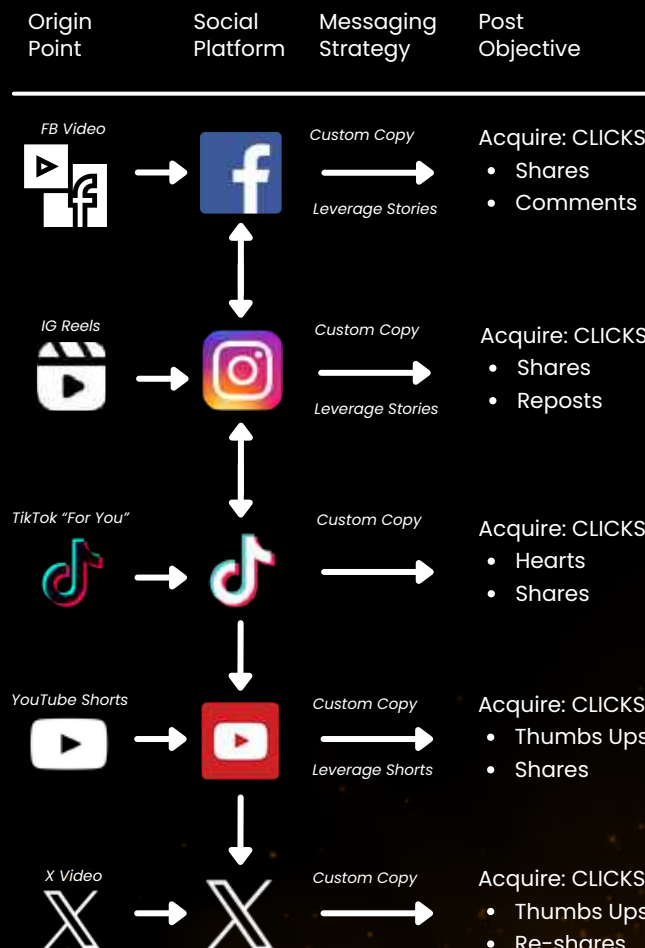 Origin
Point
Social
Platform
Messaging
Strategy
Post
Objective
FB Video
Custom Copy
Leverage Stories
Acquire: CLICKS
• Shares
• Comments
IG Reels
Custom Copy
Leverage Stories
Acquire: CLICKS
• Shares
• Reposts
TikTok “For You”
Custom Copy
Acquire: CLICKS
• Hearts
• Shares
YouTube Shorts
Custom Copy
Leverage Shorts
Acquire: CLICKS
• Thumbs Ups
• Shares
X Video
Custom Copy
Acquire: CLICKS
• Thumbs Ups
• Re-shares